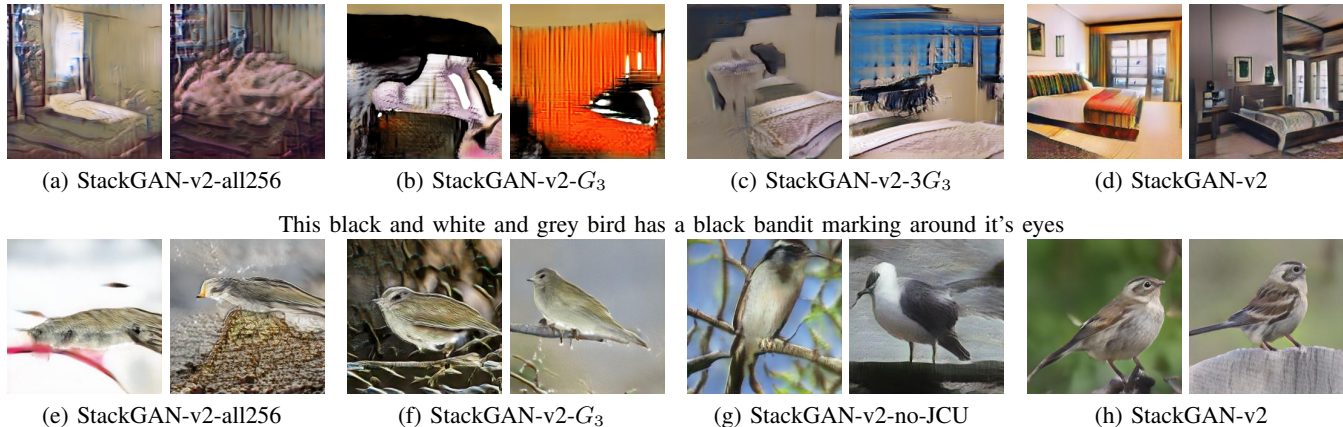 (a) StackGAN-v2-all256 (b) StackGAN-v2-G₃ (c) StackGAN-v2-3G₃ (d) StackGAN-v2
This black and white and grey bird has a black bandit marking around it's eyes
(e) StackGAN-v2-all256 (f) StackGAN-v2-G₃ (g) StackGAN-v2-no-JCU (h) StackGAN-v2